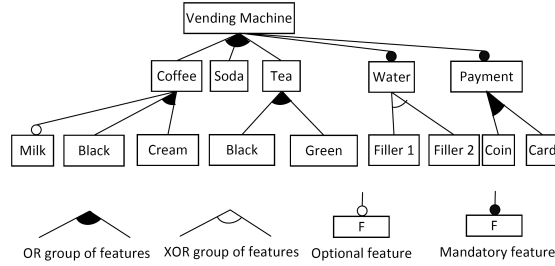 Vending Machine
Coffee Soda Tea Water Payment
Milk Black Cream Black Green Filler 1 Filler 2 Coin Card
F F
OR group of features XOR group of features Optional feature Mandatory feature